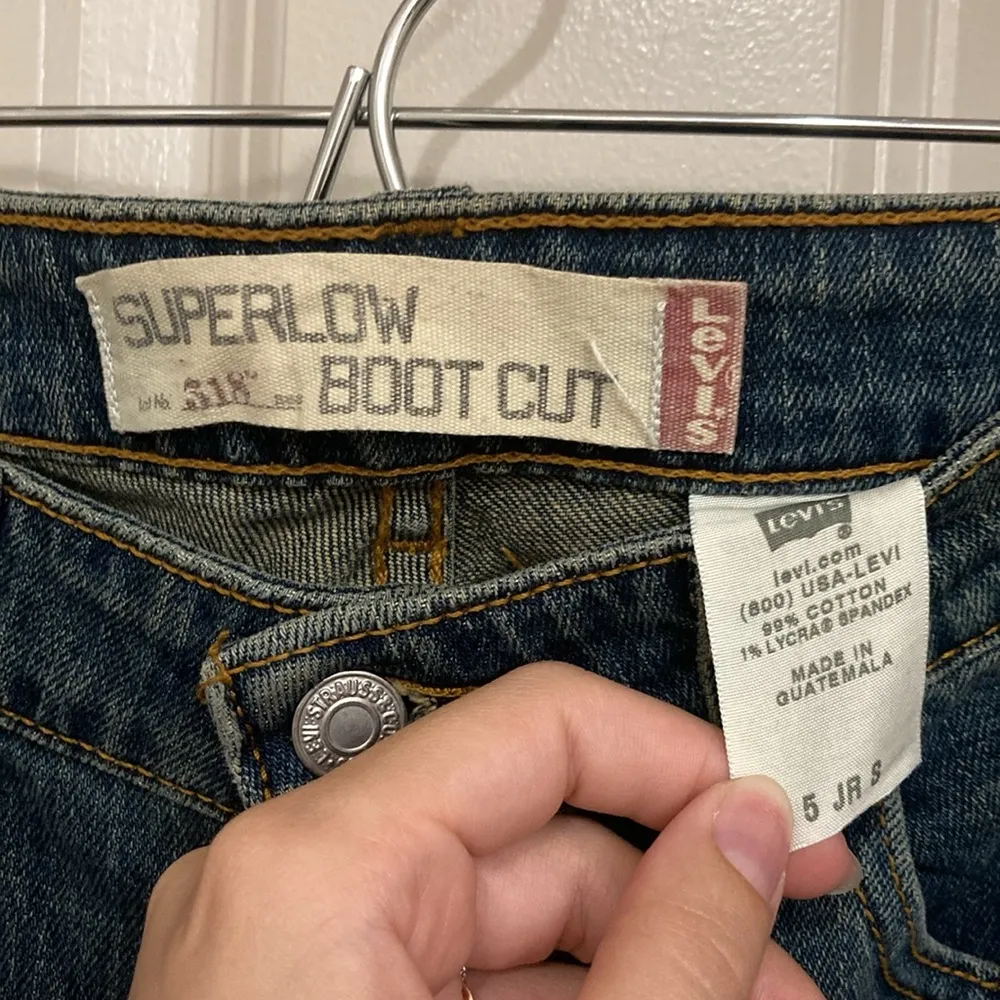 SUPERLOW
Lot No. 518™
BOOT CUT
Levi's
LEVI'S®
levi.com
(800) USA-LEVI
99% COTTON
1% LYCRA® SPANDEX
MADE IN
GUATEMALA
5 JR S
LEVI STRAUSS & CO